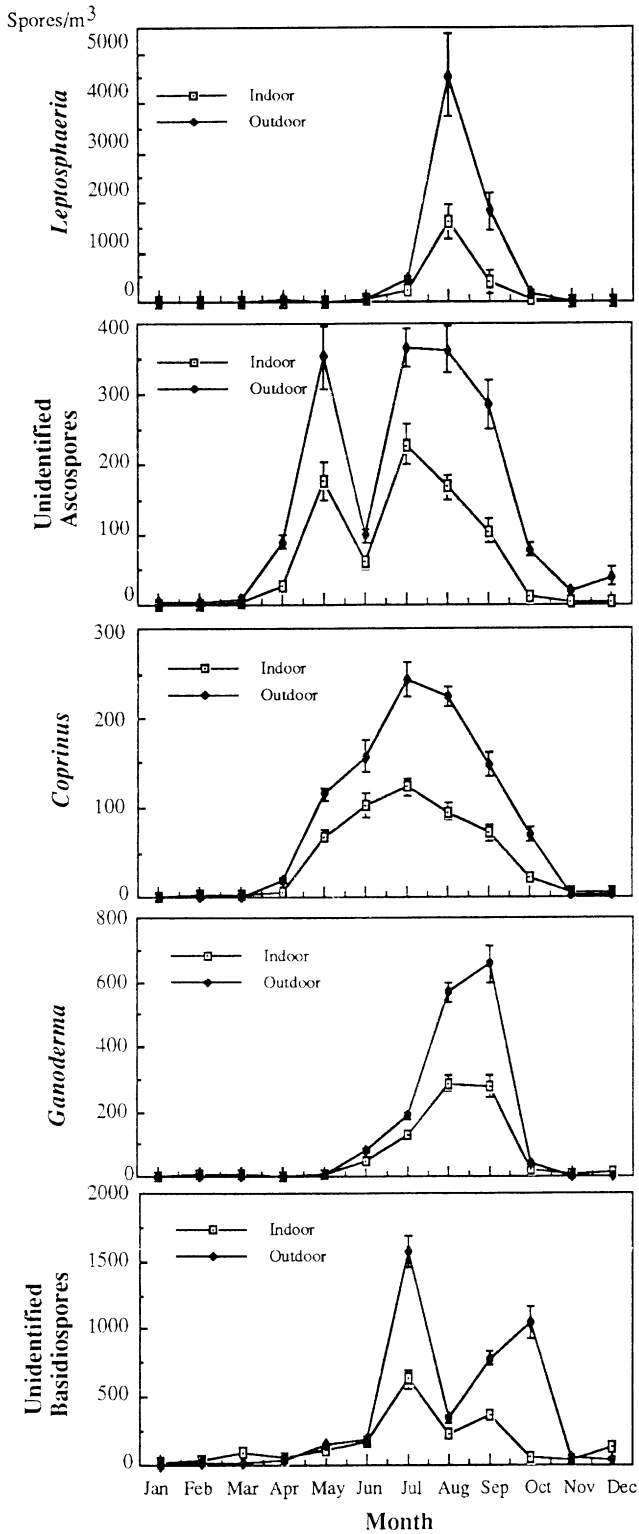 Spores/m³
Leptosphaeria
5000
4000
3000
2000
1000
0
Indoor
Outdoor
Unidentified
Ascospores
400
300
200
100
0
Indoor
Outdoor
Coprinus
300
200
100
0
Indoor
Outdoor
Ganoderma
800
600
400
200
0
Indoor
Outdoor
Unidentified
Basidiospores
2000
1500
1000
500
0
Indoor
Outdoor
Jan Feb Mar Apr May Jun Jul Aug Sep Oct Nov Dec
Month